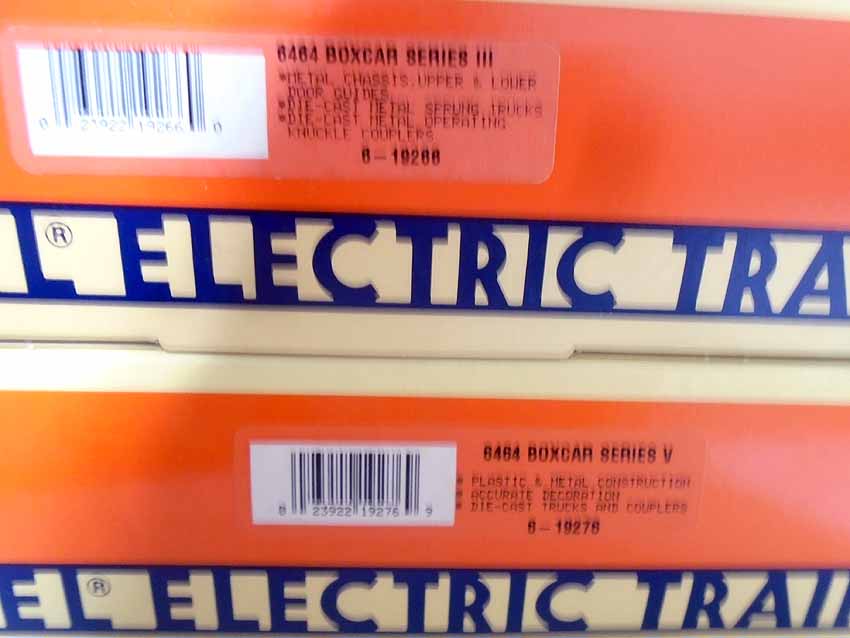 6464 BOXCAR SERIES III
*METAL CHASSIS, UPPER & LOWER
DOOR GUIDES
*DIE-CAST METAL SPRUNG TRUCKS
*DIE-CAST METAL OPERATING
KNUCKLE COUPLERS
6-19266
0 23922 19266 0
L® ELECTRIC TRA
6464 BOXCAR SERIES V
* PLASTIC & METAL CONSTRUCTION
* ACCURATE DECORATION
* DIE-CAST TRUCKS AND COUPLERS
6-19276
0 23922 19276 9
EL® ELECTRIC TRAI